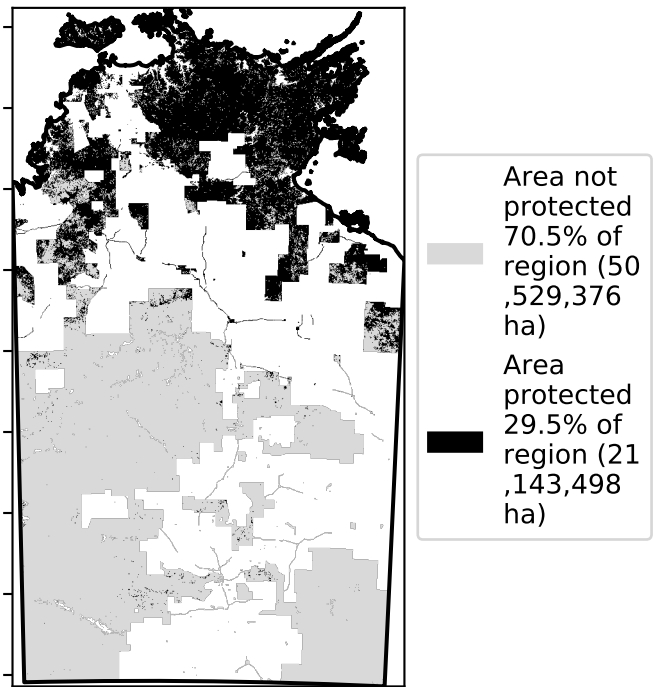 Area not
protected
70.5% of
region (50
,529,376
ha)
Area
protected
29.5% of
region (21
,143,498
ha)